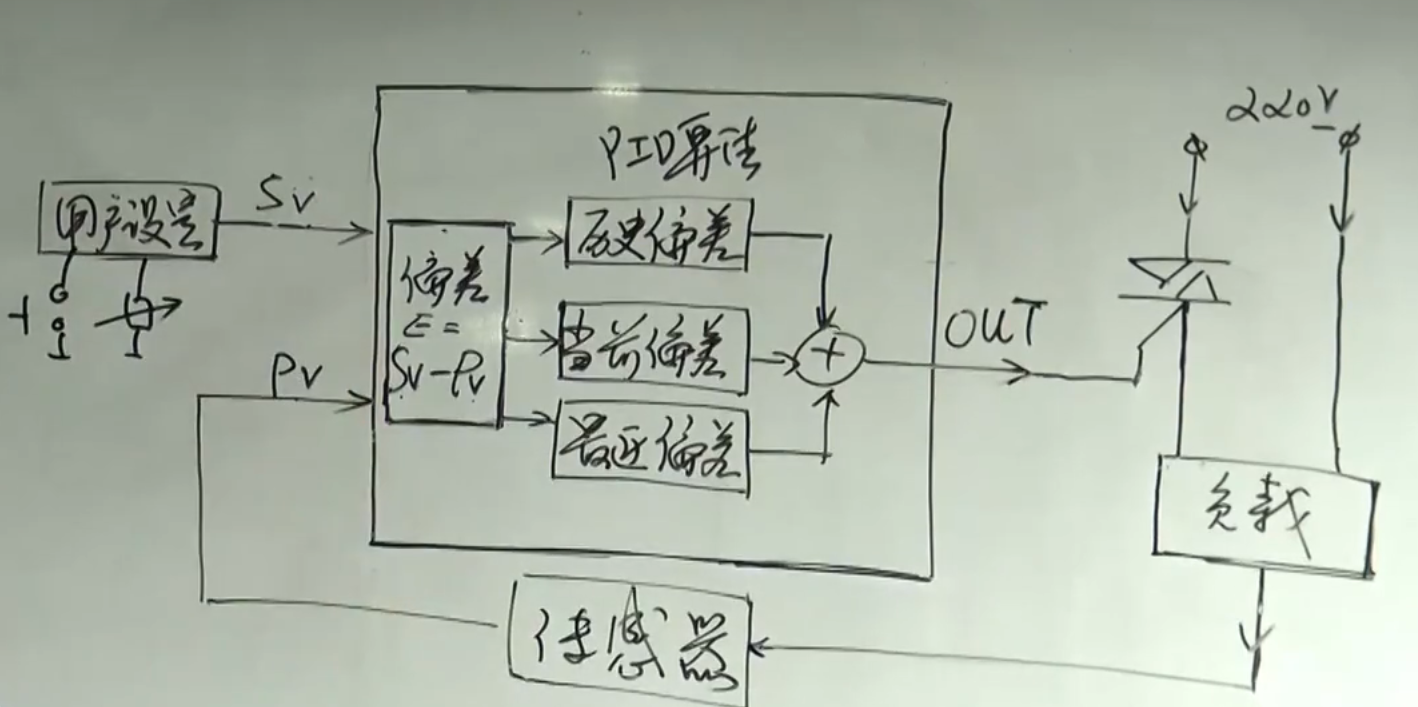 220V
PID算法
用户设置
Sv
历史偏差
偏差
E=
Sv-Pv
当前偏差
+
OUT
Pv
最近偏差
负载
传感器